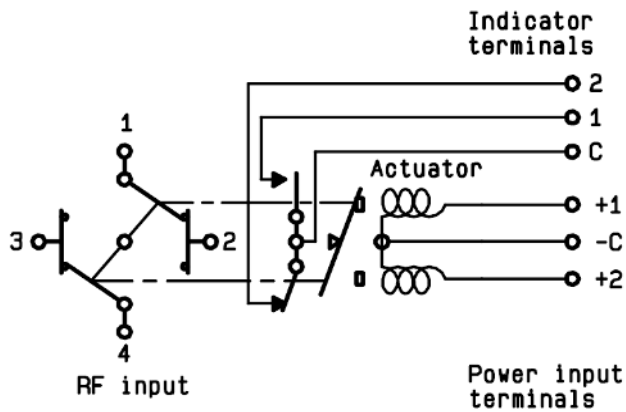 Indicator
terminals
2
1
C
1
Actuator
+1
3
2
-C
+2
4
RF input
Power input
terminals